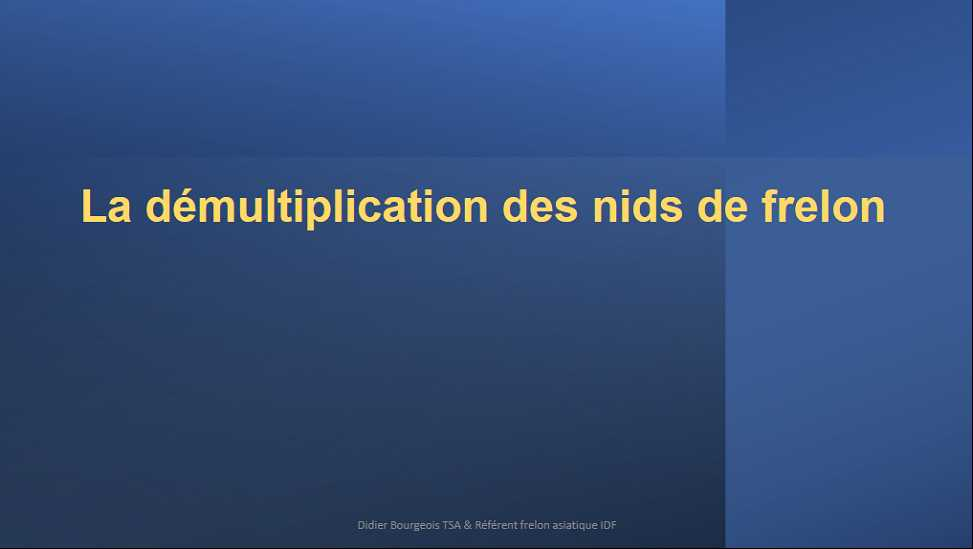 La démultiplication des nids de frelon
Didier Bourgeois TSA & Référent frelon asiatique IDF